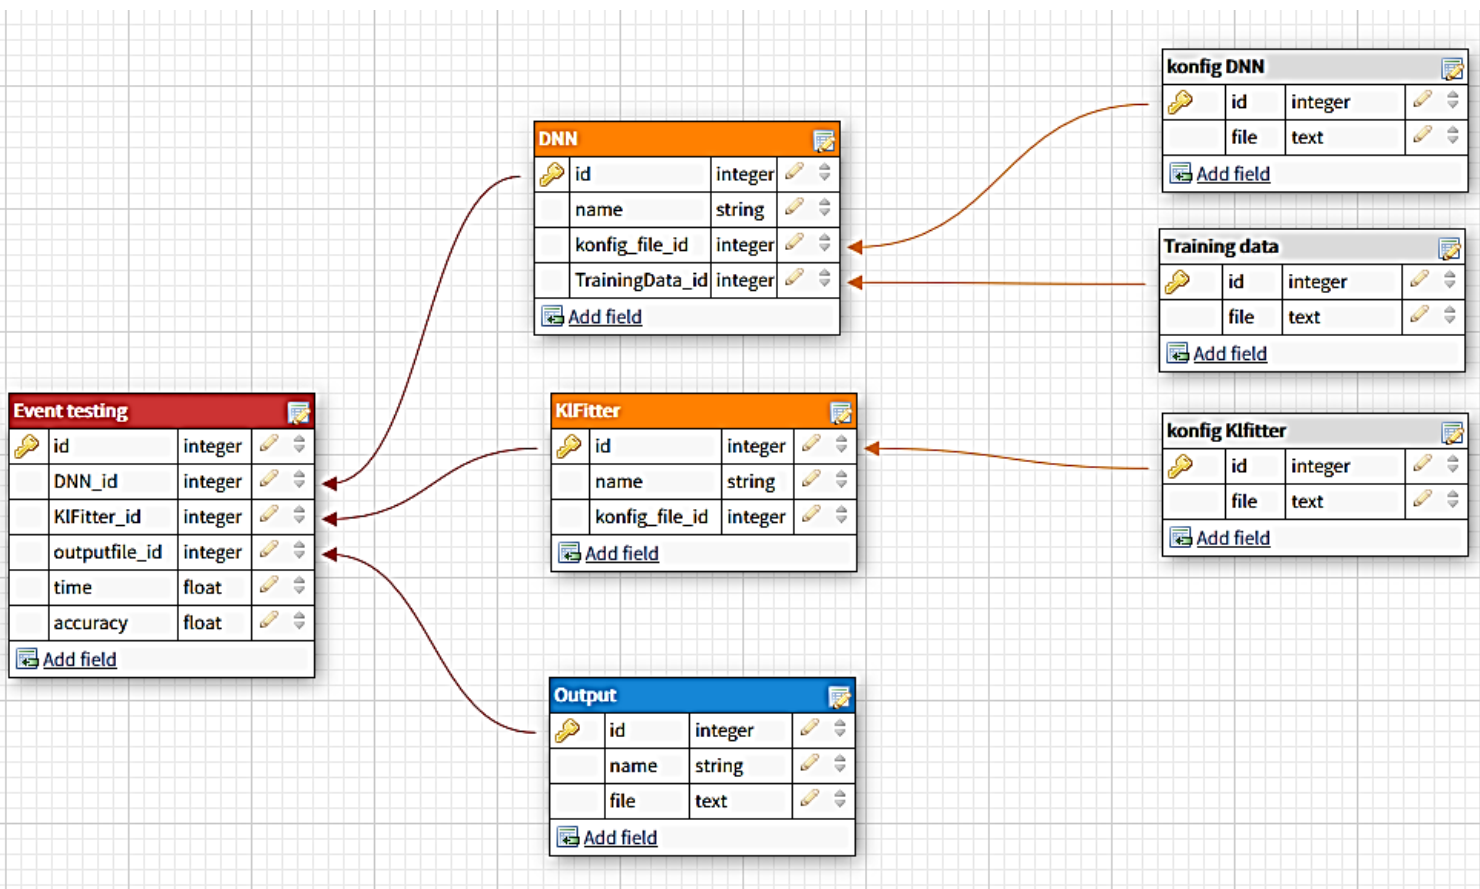 konfig DNN
id integer
file text
Add field
DNN
id integer
name string
konfig_file_id integer
TrainingData_id integer
Add field
Training data
id integer
file text
Add field
Event testing
id integer
DNN_id integer
KlFitter_id integer
outputfile_id integer
time float
accuracy float
Add field
KlFitter
id integer
name string
konfig_file_id integer
Add field
konfig Klfitter
id integer
file text
Add field
Output
id integer
name string
file text
Add field